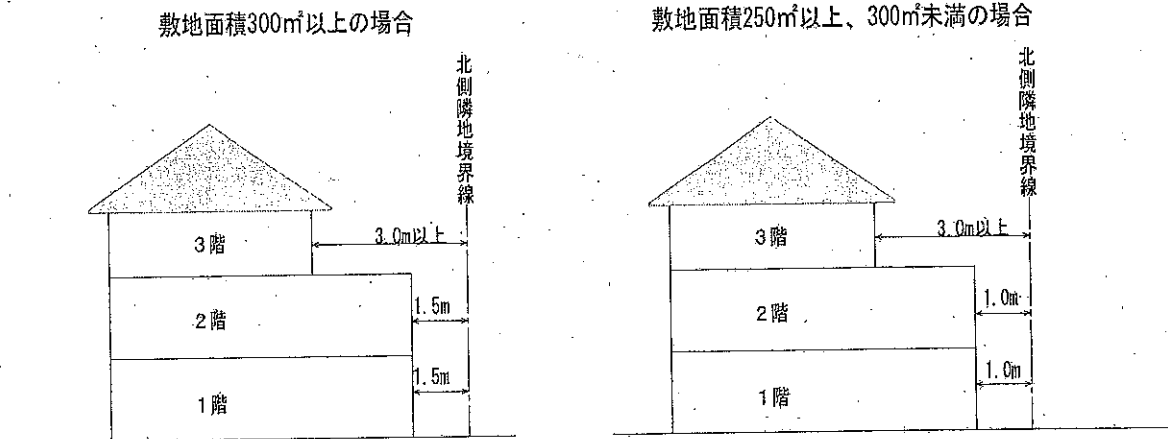 敷地面積300㎡以上の場合
北側隣地境界線
3階
3.0m以上
2階
1.5m
1階
1.5m
敷地面積250㎡以上、300㎡未満の場合
北側隣地境界線
3階
3.0m以上
2階
1.0m
1階
1.0m